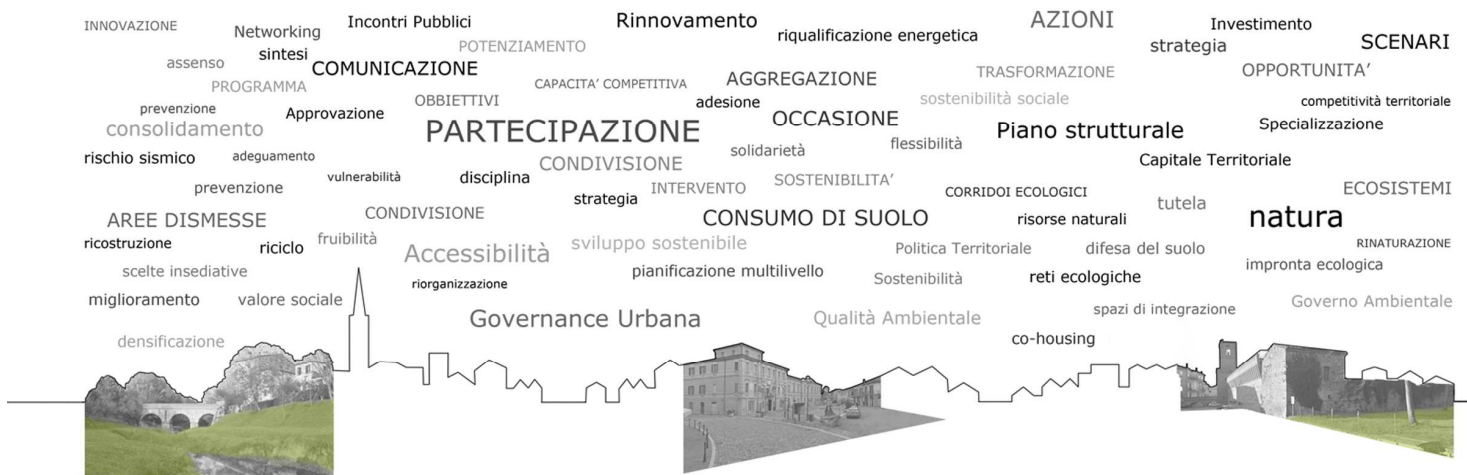 INNOVAZIONE
Networking
Incontri Pubblici
Rinnovamento
AZIONI
Investimento
assenso
sintesi
POTENZIAMENTO
riqualificazione energetica
strategia
SCENARI
PROGRAMMA
COMUNICAZIONE
CAPACITA’ COMPETITIVA
AGGREGAZIONE
TRASFORMAZIONE
OPPORTUNITA’
prevenzione
Approvazione
OBBIETTIVI
adesione
sostenibilità sociale
competitività territoriale
consolidamento
PARTECIPAZIONE
OCCASIONE
Piano strutturale
Specializzazione
rischio sismico
adeguamento
CONDIVISIONE
solidarietà
flessibilità
Capitale Territoriale
prevenzione
vulnerabilità
disciplina
strategia
INTERVENTO
SOSTENIBILITA’
CORRIDOI ECOLOGICI
tutela
ECOSISTEMI
AREE DISMESSE
CONDIVISIONE
CONSUMO DI SUOLO
risorse naturali
natura
ricostruzione
riciclo
fruibilità
Accessibilità
sviluppo sostenibile
Politica Territoriale
difesa del suolo
RINATURAZIONE
scelte insediative
riorganizzazione
pianificazione multilivello
Sostenibilità
reti ecologiche
impronta ecologica
miglioramento
valore sociale
Governance Urbana
Qualità Ambientale
spazi di integrazione
Governo Ambientale
densificazione
co-housing